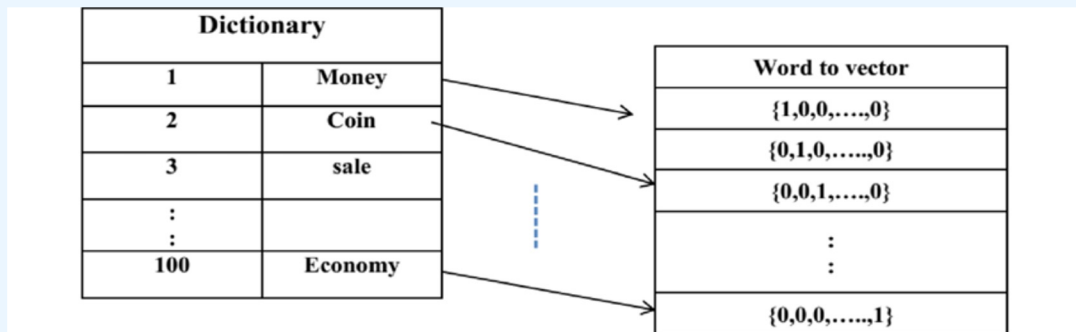 Dictionary
1 Money
2 Coin
3 sale
:
:
100 Economy
Word to vector
{1,0,0,....,0}
{0,1,0,.....,0}
{0,0,1,....,0}
:
:
{0,0,0,.....,1}